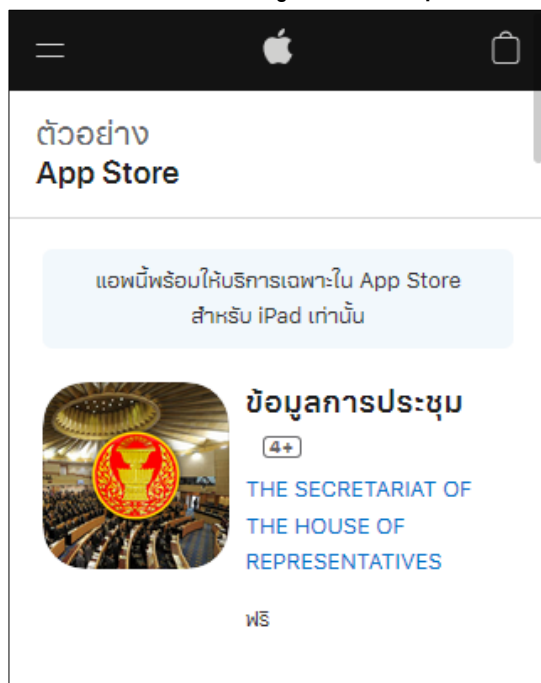 ตัวอย่าง
App Store
แอพนี้พร้อมให้บริการเฉพาะใน App Store
สำหรับ iPad เท่านั้น
ข้อมูลการประชุม
4+
THE SECRETARIAT OF
THE HOUSE OF
REPRESENTATIVES
ฟรี